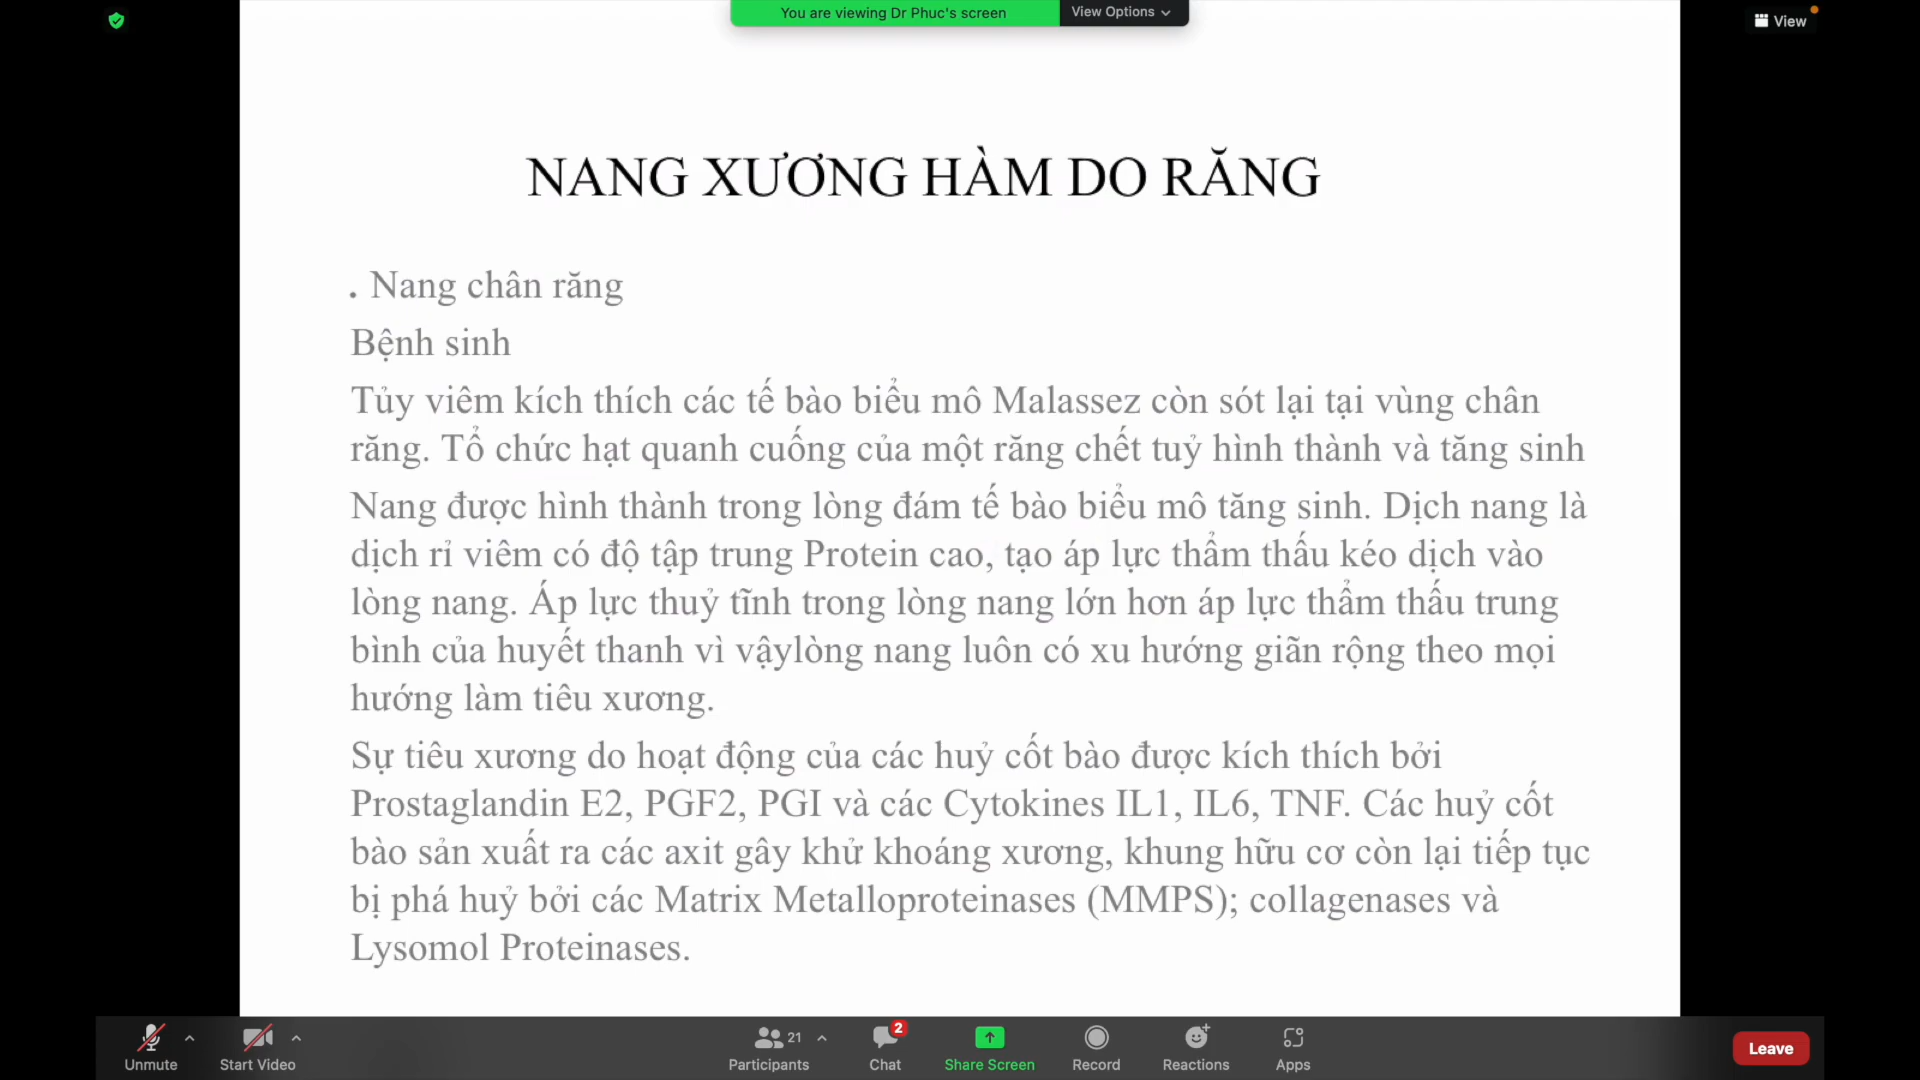 You are viewing Dr Phuc's screen
View Options
View
NANG XƯƠNG HÀM DO RĂNG
. Nang chân răng
Bệnh sinh
Tủy viêm kích thích các tế bào biểu mô Malassez còn sót lại tại vùng chân
răng. Tổ chức hạt quanh cuống của một răng chết tuỷ hình thành và tăng sinh
Nang được hình thành trong lòng đám tế bào biểu mô tăng sinh. Dịch nang là
dịch rỉ viêm có độ tập trung Protein cao, tạo áp lực thẩm thấu kéo dịch vào
lòng nang. Áp lực thuỷ tĩnh trong lòng nang lớn hơn áp lực thẩm thấu trung
bình của huyết thanh vì vậylòng nang luôn có xu hướng giãn rộng theo mọi
hướng làm tiêu xương.
Sự tiêu xương do hoạt động của các huỷ cốt bào được kích thích bởi
Prostaglandin E2, PGF2, PGI và các Cytokines IL1, IL6, TNF. Các huỷ cốt
bào sản xuất ra các axit gây khử khoáng xương, khung hữu cơ còn lại tiếp tục
bị phá huỷ bởi các Matrix Metalloproteinases (MMPS); collagenases và
Lysomol Proteinases.
Unmute
Start Video
21
Participants
2
Chat
Share Screen
Record
Reactions
Apps
Leave